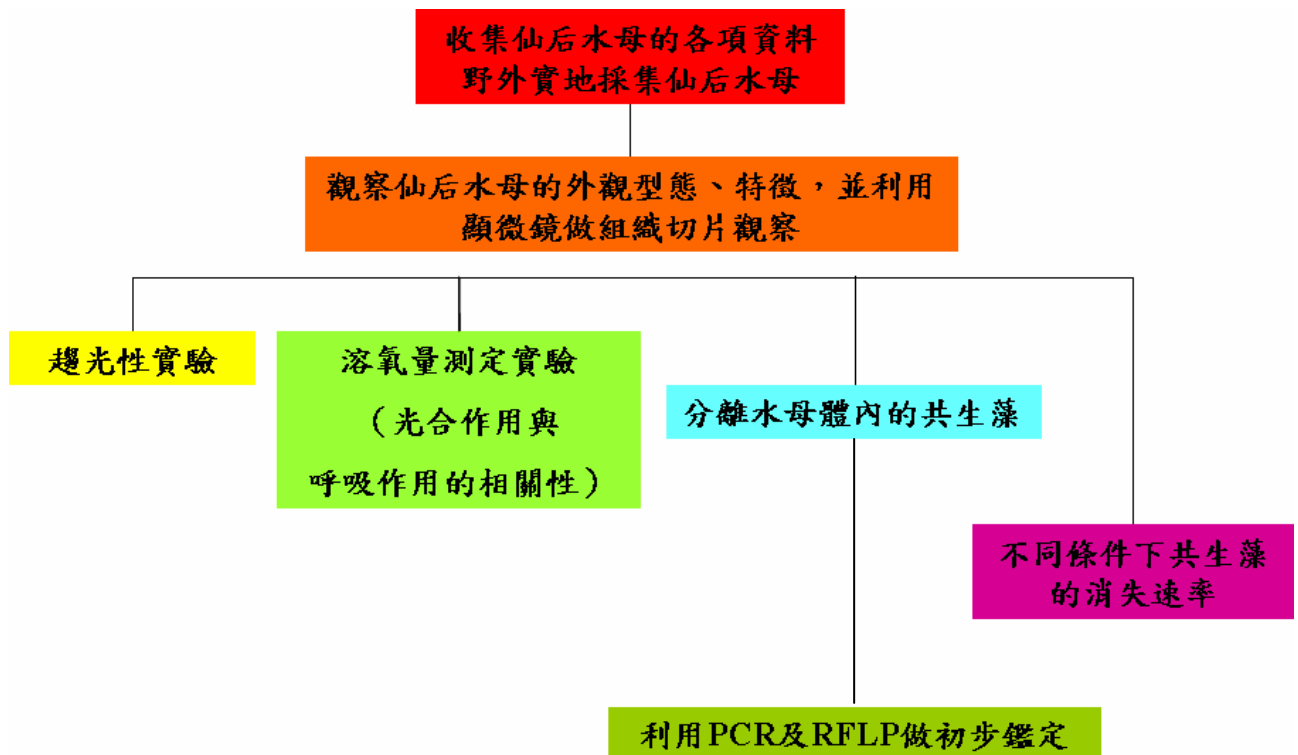 收集仙后水母的各項資料
野外實地採集仙后水母
觀察仙后水母的外觀型態、特徵，並利用
顯微鏡做組織切片觀察
趨光性實驗
溶氧量測定實驗
（光合作用與
呼吸作用的相關性）
分離水母體內的共生藻
不同條件下共生藻
的消失速率
利用PCR及RFLP做初步鑑定